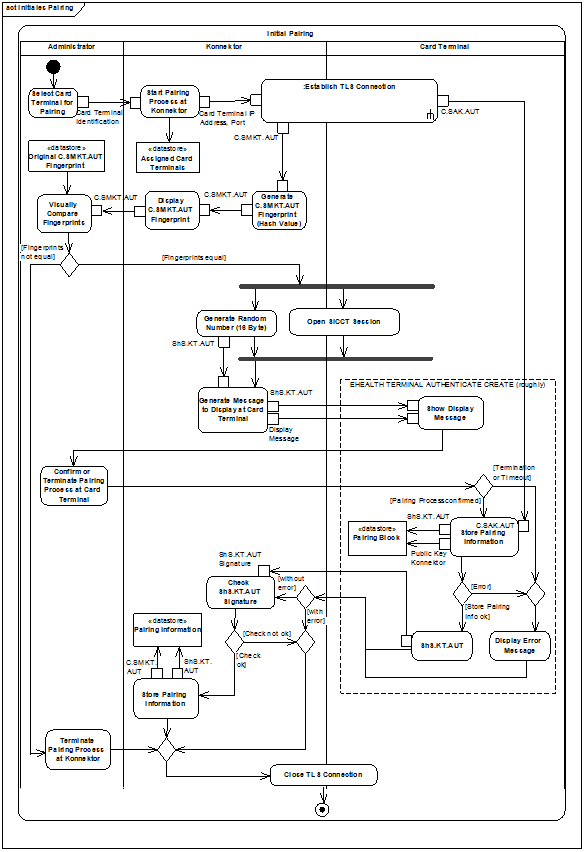 act Initiales Pairing
Initial Pairing
Administrator
Konnektor
Card Terminal
Select Card
Terminal for
Pairing
Card Terminal
Identification
Start Pairing
Process at
Konnektor
Card Terminal IP
Address, Port
:Establish TLS Connection
C.SAK.AUT
C.SMKT.AUT
«datastore»
Original C.SMKT.AUT
Fingerprint
«datastore»
Assigned Card
Terminals
Visually
Compare
Fingerprints
C.SMKT.AUT
Display
C.SMKT.AUT
Fingerprint
C.SMKT.AUT
Generate
C.SMKT.AUT
Fingerprint
(Hash Value)
[Fingerprints
not equal]
[Fingerprints equal]
Generate Random
Number (16 Byte)
Open SICCT Session
ShS.KT.AUT
EHEALTH TERMINAL AUTHENTICATE CREATE (roughly)
Generate Message
to Display at Card
Terminal
ShS.KT.AUT
Display
Message
Show Display
Message
Confirm or
Terminate Pairing
Process at Card
Terminal
[Termination
or Timeout]
[Pairing Process confirmed]
ShS.KT.AUT
«datastore»
Pairing Block
C.SAK.AUT
Store Pairing
Information
Public Key
Konnektor
ShS.KT.AUT
Signature
Check
ShS.KT.AUT
Signature
[without
error]
[with
error]
[Error]
[Store Pairing
Info ok]
«datastore»
Pairing Information
[Check not ok]
[Check
ok]
ShS.KT.AUT
Display Error
Message
C.SMKT.
AUT
ShS.KT.
AUT
Store Pairing
Information
Terminate
Pairing Process
at Konnektor
Close TLS Connection